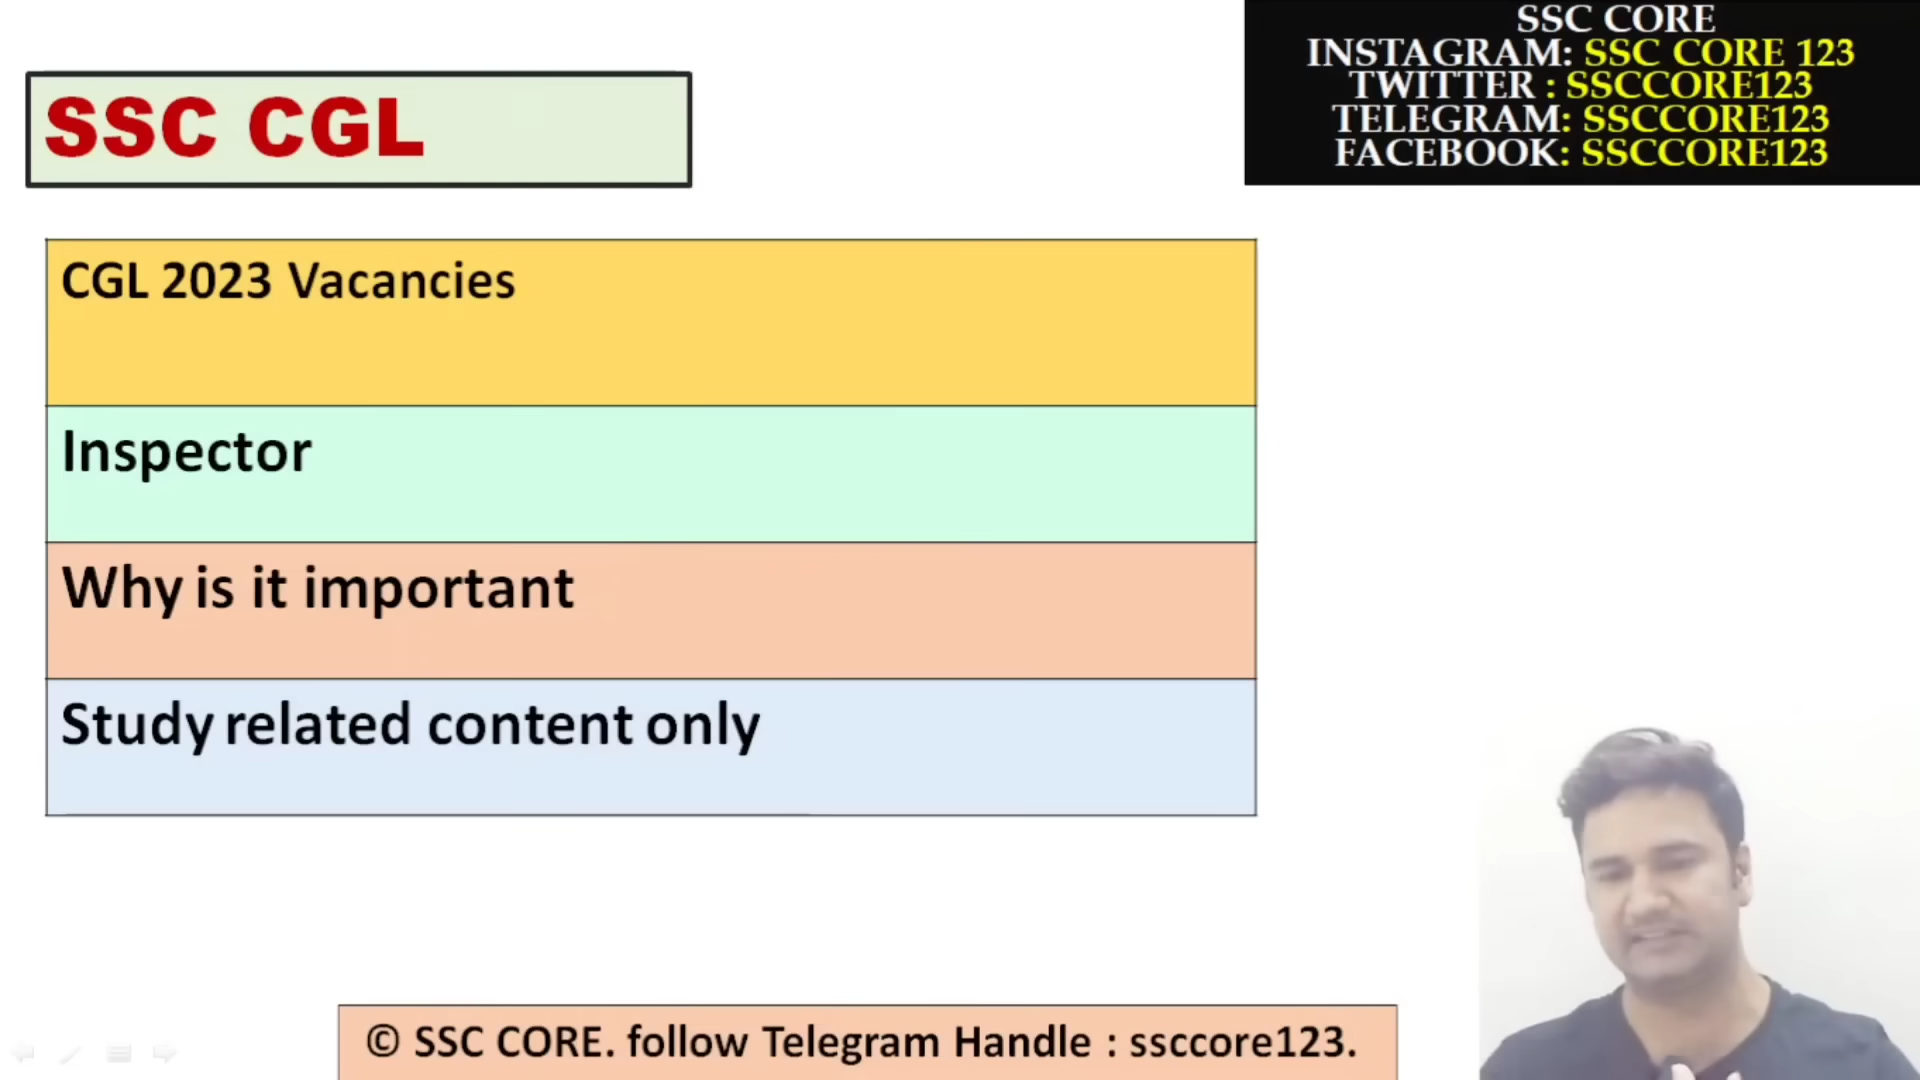 SSC CORE
INSTAGRAM: SSC CORE 123
TWITTER : SSCCORE123
TELEGRAM: SSCCORE123
FACEBOOK: SSCCORE123
SSC CGL
CGL 2023 Vacancies
Inspector
Why is it important
Study related content only
© SSC CORE. follow Telegram Handle : ssccore123.